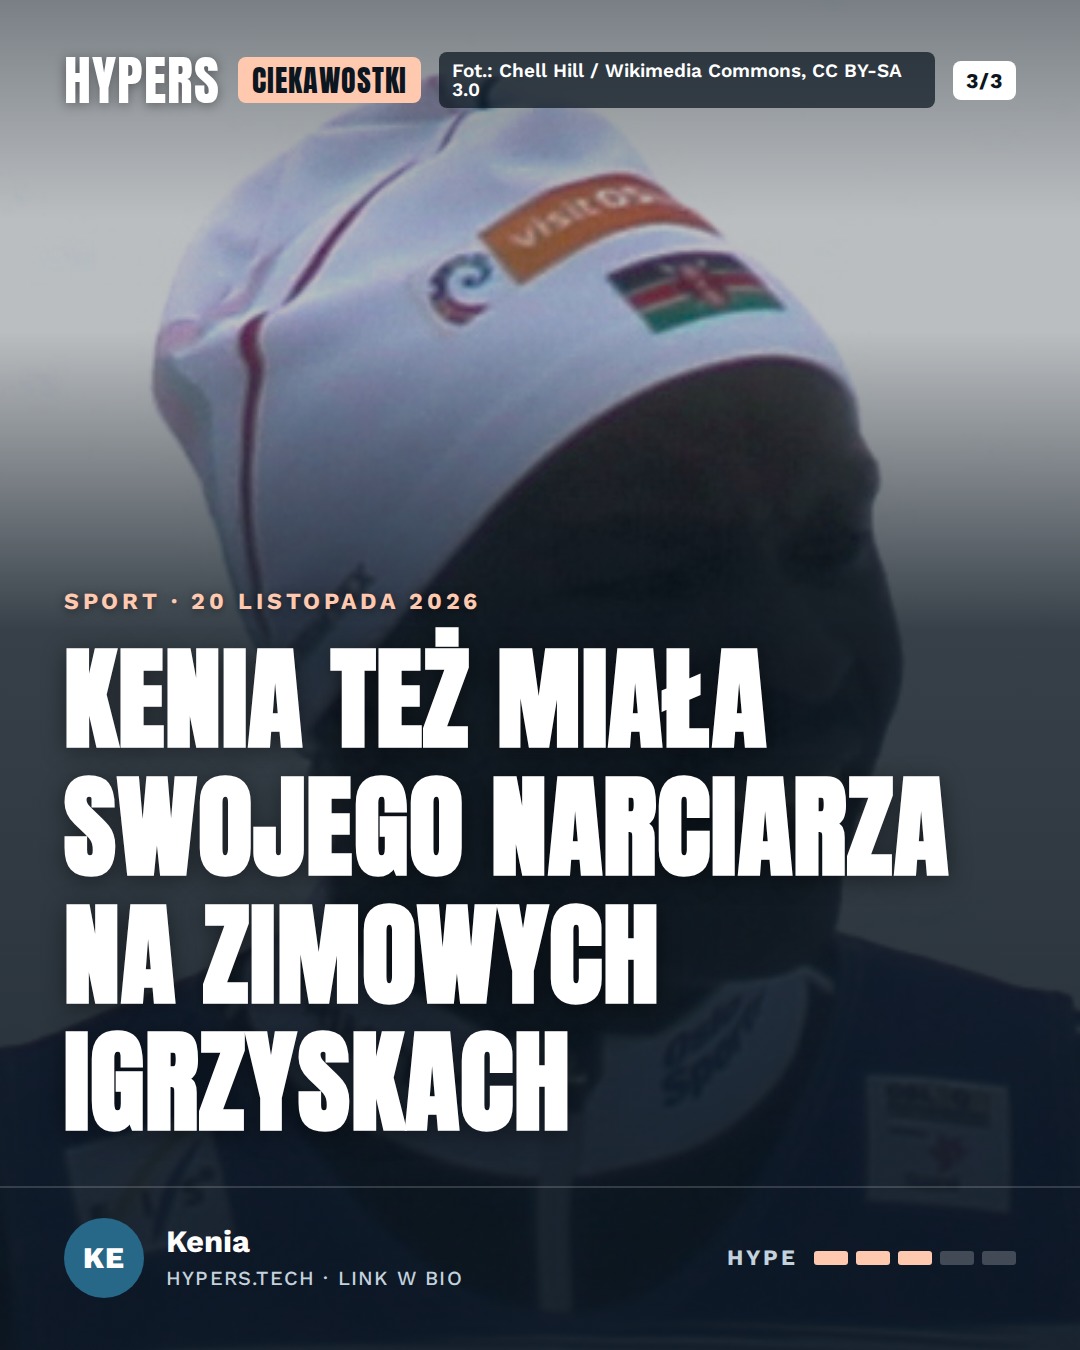 HYPERS
CIEKAWOSTKI
Fot.: Chell Hill / Wikimedia Commons, CC BY-SA
3.0
3/3
visit
SPORT · 20 LISTOPADA 2026
KENIA TEŻ MIAŁA
SWOJEGO NARCIARZA
NA ZIMOWYCH
IGRZYSKACH
KE
Kenia
HYPERS.TECH · LINK W BIO
HYPE